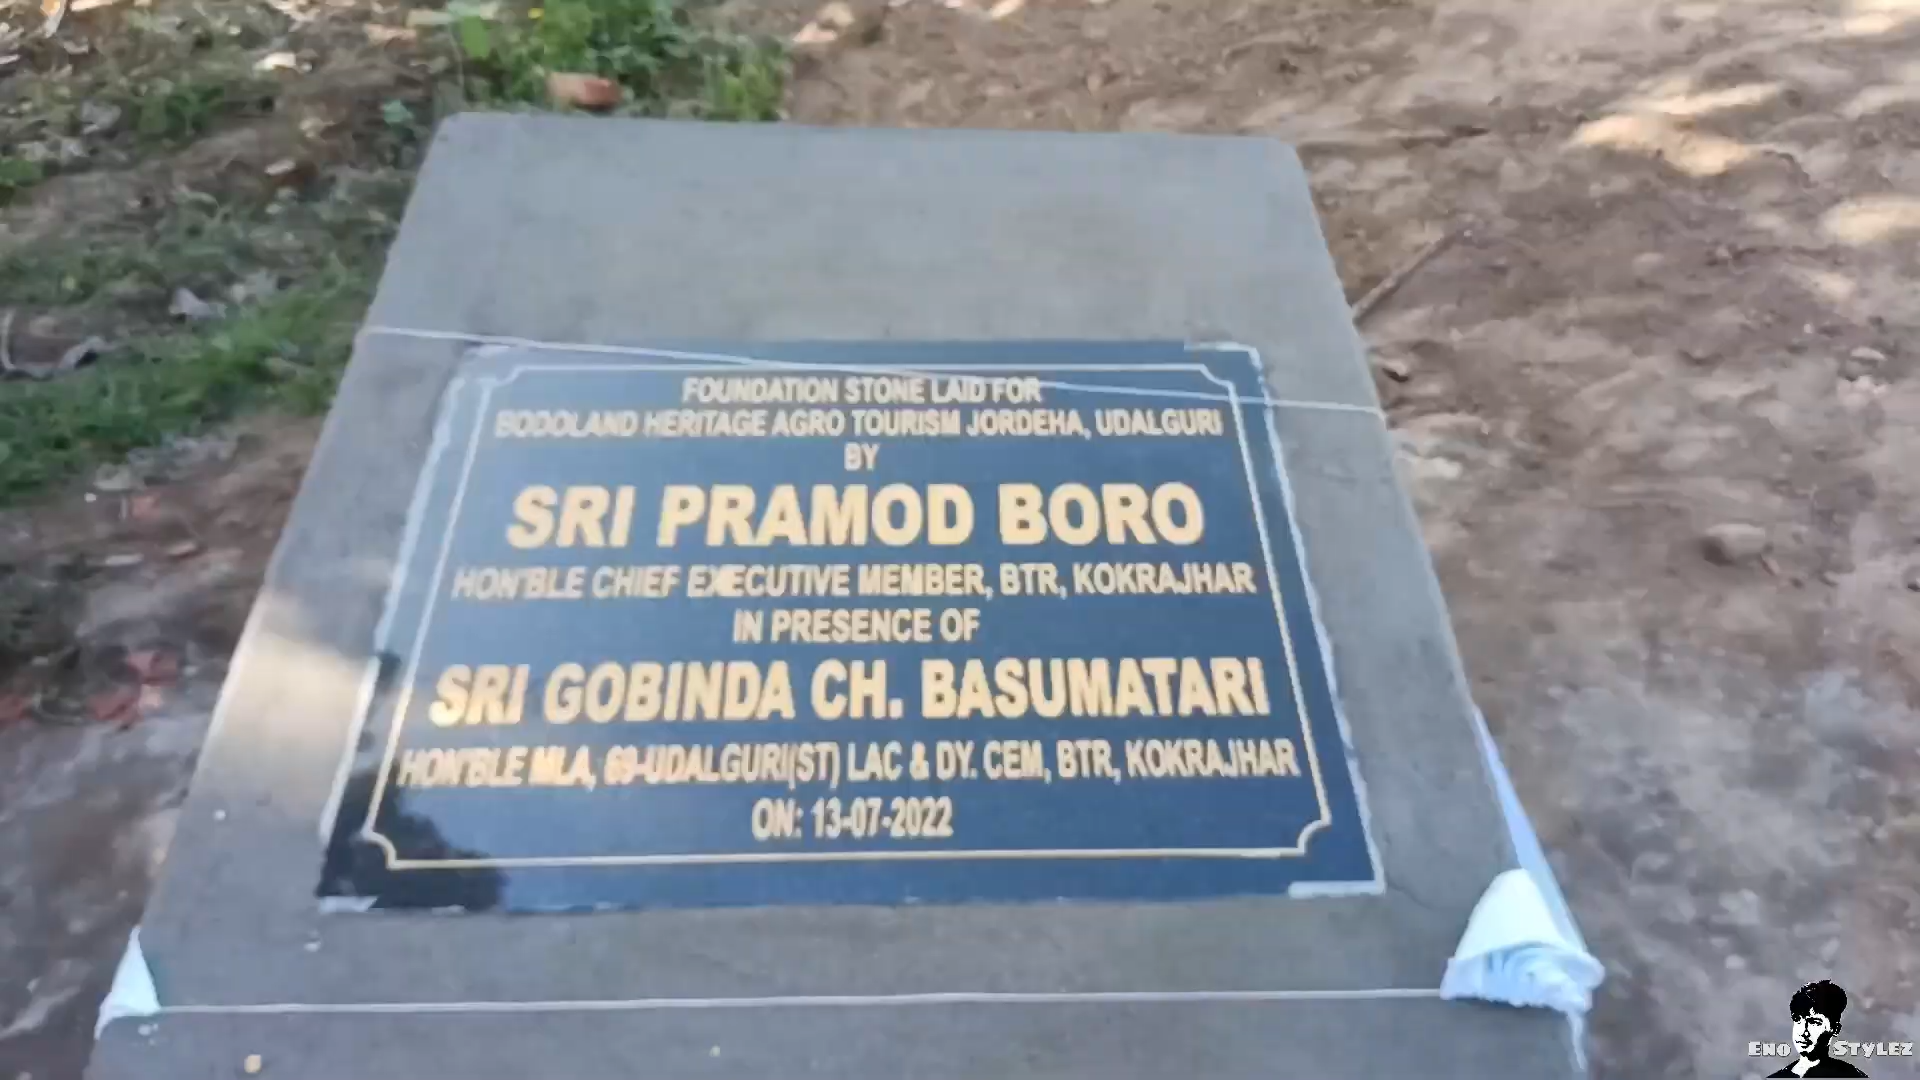 FOUNDATION STONE LAID FOR
BODOLAND HERITAGE AGRO TOURISM JORDEHA, UDALGURI
BY
SRI PRAMOD BORO
HON'BLE CHIEF EXECUTIVE MEMBER, BTR, KOKRAJHAR
IN PRESENCE OF
SRI GOBINDA CH. BASUMATARI
HON'BLE MLA, 69-UDALGURI(ST) LAC & DY. CEM, BTR, KOKRAJHAR
ON: 13-07-2022
ENO STYLEZ